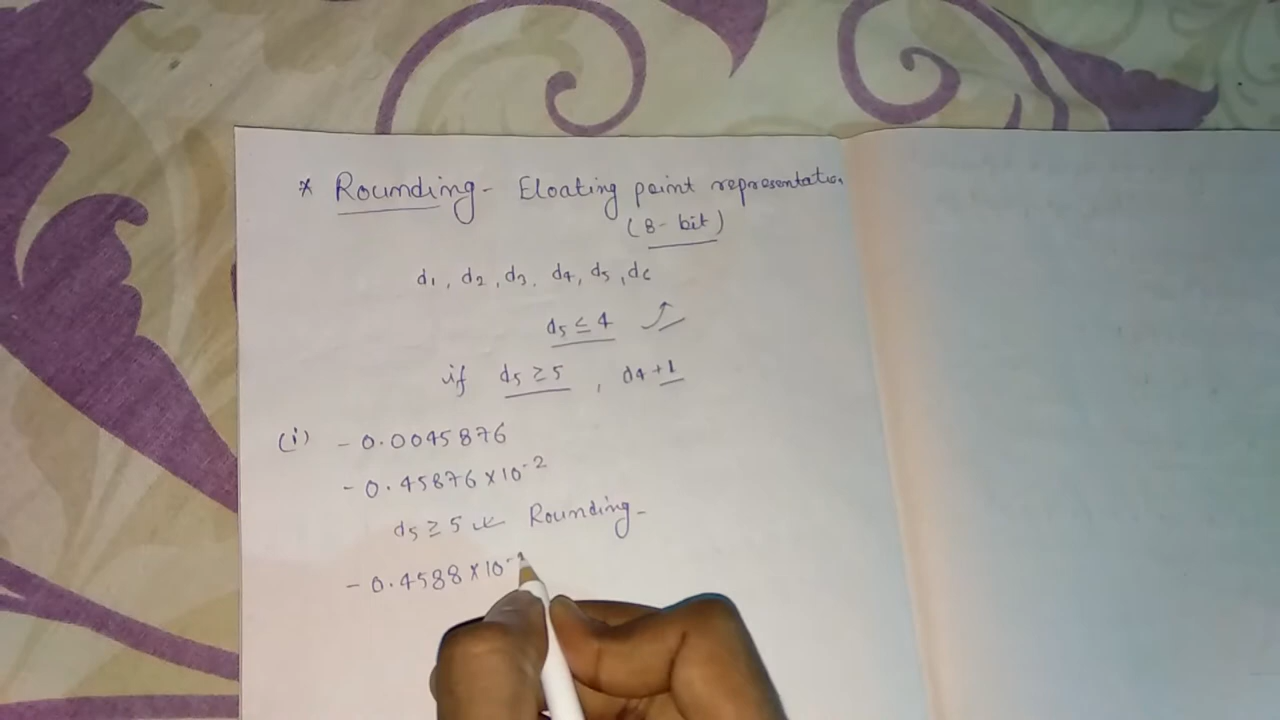 * Rounding - Eloating point representation
(8-bit)
d1, d2, d3, d4, d5, d6
d5 ≤ 4
if d5 ≥ 5, d4+1
(i) -0.0045876
-0.45876×10^-2
d5 ≥ 5 ✓ Rounding-
-0.4588×10^-